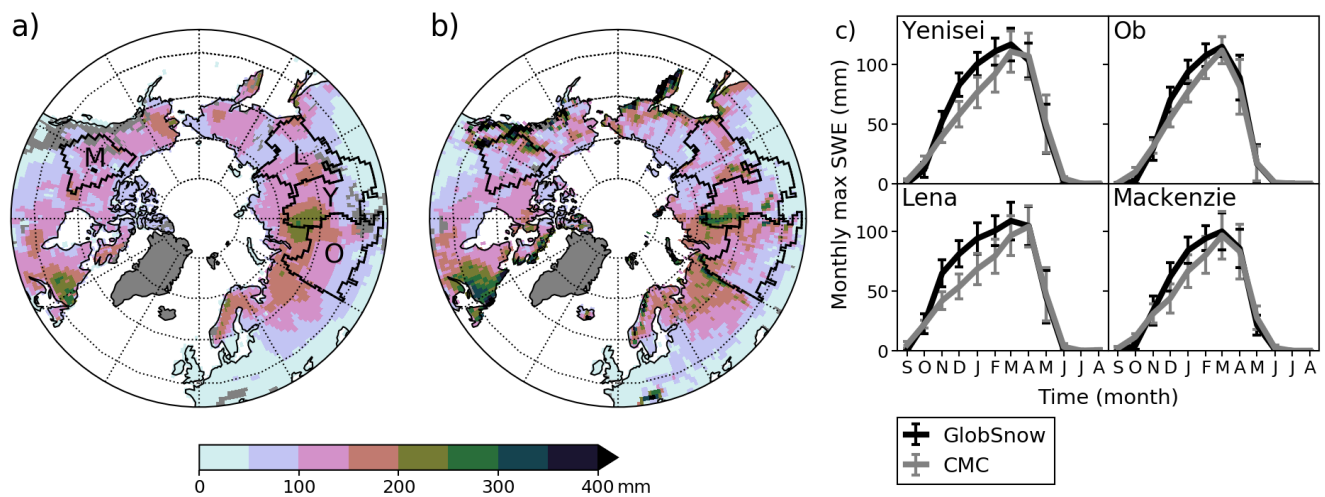 a)
b)
c)
M
L
Y
O
0
100
200
300
400 mm
Monthly max SWE (mm)
Yenisei
Ob
100
50
0
Lena
Mackenzie
100
50
0
S O N D J F M A M J J A
S O N D J F M A M J J A
Time (month)
GlobSnow
CMC